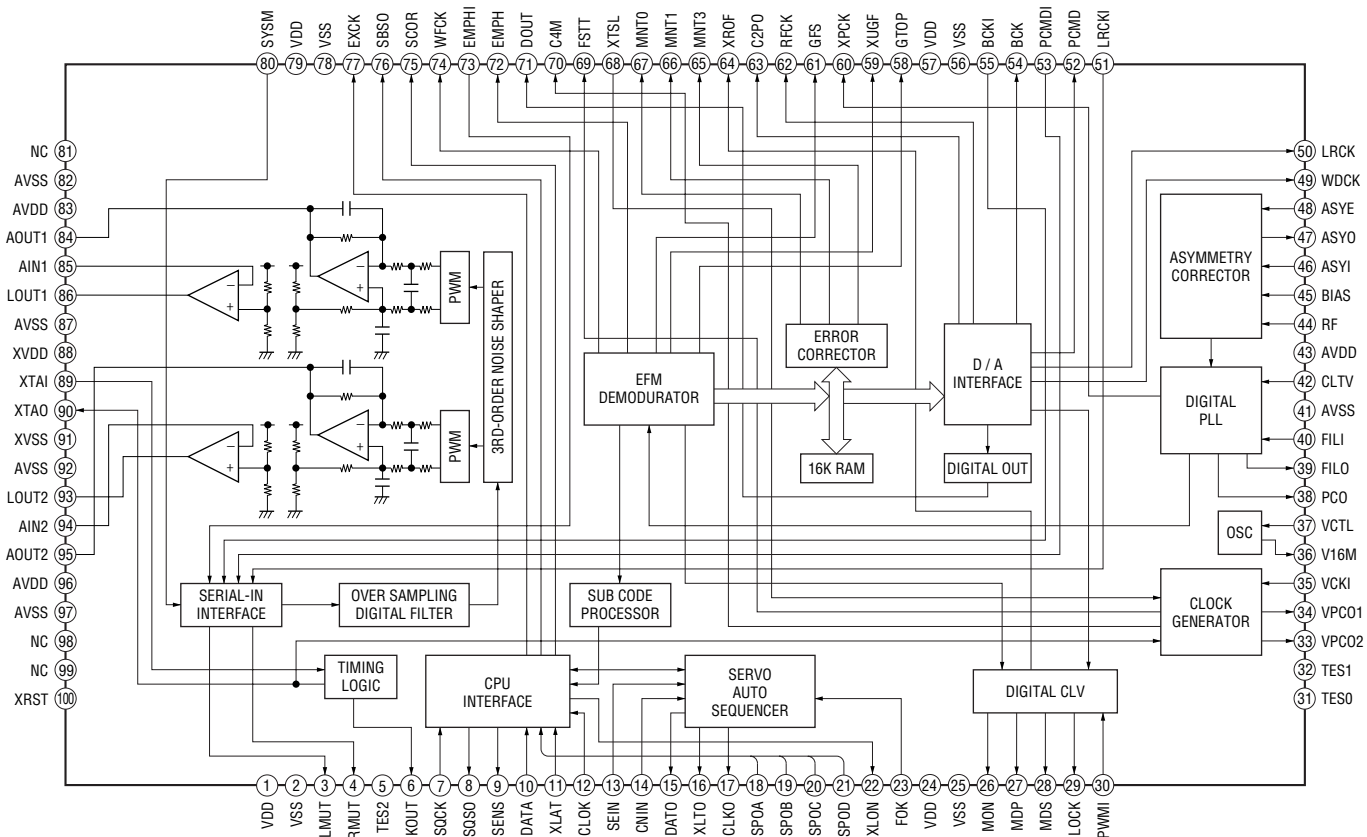 SYSM
VDD
VSS
EXCK
SBSO
SCOR
WFCK
EMPHI
EMPH
DOUT
C4M
FSTT
XTSL
MNT0
MNT1
MNT3
XROF
C2PO
RFCK
GFS
XPCK
XUGF
GTOP
VDD
VSS
BCKI
BCK
PCMDI
PCMD
LRCKI
80 79 78 77 76 75 74 73 72 71 70 69 68 67 66 65 64 63 62 61 60 59 58 57 56 55 54 53 52 51
NC 81
AVSS 82
AVDD 83
AOUT1 84
AIN1 85
LOUT1 86
AVSS 87
XVDD 88
XTAI 89
XTAO 90
XVSS 91
AVSS 92
LOUT2 93
AIN2 94
AOUT2 95
AVDD 96
AVSS 97
NC 98
NC 99
XRST 100
− +
− +
PWM
− +
− +
PWM
3RD-ORDER NOISE SHAPER
EFM
DEMODURATOR
ERROR
CORRECTOR
16K RAM
D / A
INTERFACE
DIGITAL OUT
ASYMMETRY
CORRECTOR
DIGITAL
PLL
OSC
CLOCK
GENERATOR
SERIAL-IN
INTERFACE
OVER SAMPLING
DIGITAL FILTER
SUB CODE
PROCESSOR
TIMING
LOGIC
CPU
INTERFACE
SERVO
AUTO
SEQUENCER
DIGITAL CLV
50 LRCK
49 WDCK
48 ASYE
47 ASYO
46 ASYI
45 BIAS
44 RF
43 AVDD
42 CLTV
41 AVSS
40 FILI
39 FILO
38 PCO
37 VCTL
36 V16M
35 VCKI
34 VPCO1
33 VPCO2
32 TES1
31 TES0
1 2 3 4 5 6 7 8 9 10 11 12 13 14 15 16 17 18 19 20 21 22 23 24 25 26 27 28 29 30
VDD
VSS
LMUT
RMUT
TES2
KOUT
SQCK
SQSO
SENS
DATA
XLAT
CLOK
SEIN
CNIN
DATO
XLTO
CLKO
SPOA
SPOB
SPOC
SPOD
XLON
FOK
VDD
VSS
MON
MDP
MDS
LOCK
PWMI